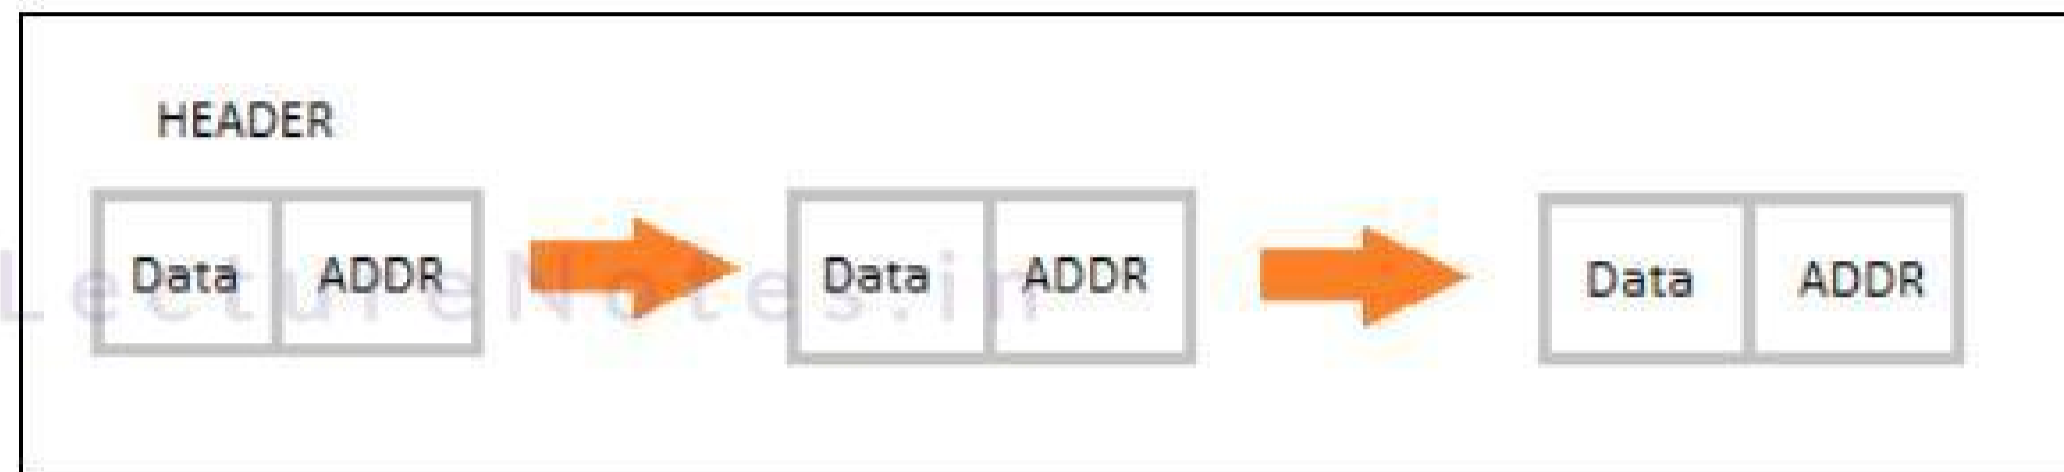 HEADER
Data ADDR Data ADDR Data ADDR
LectureNotes.in